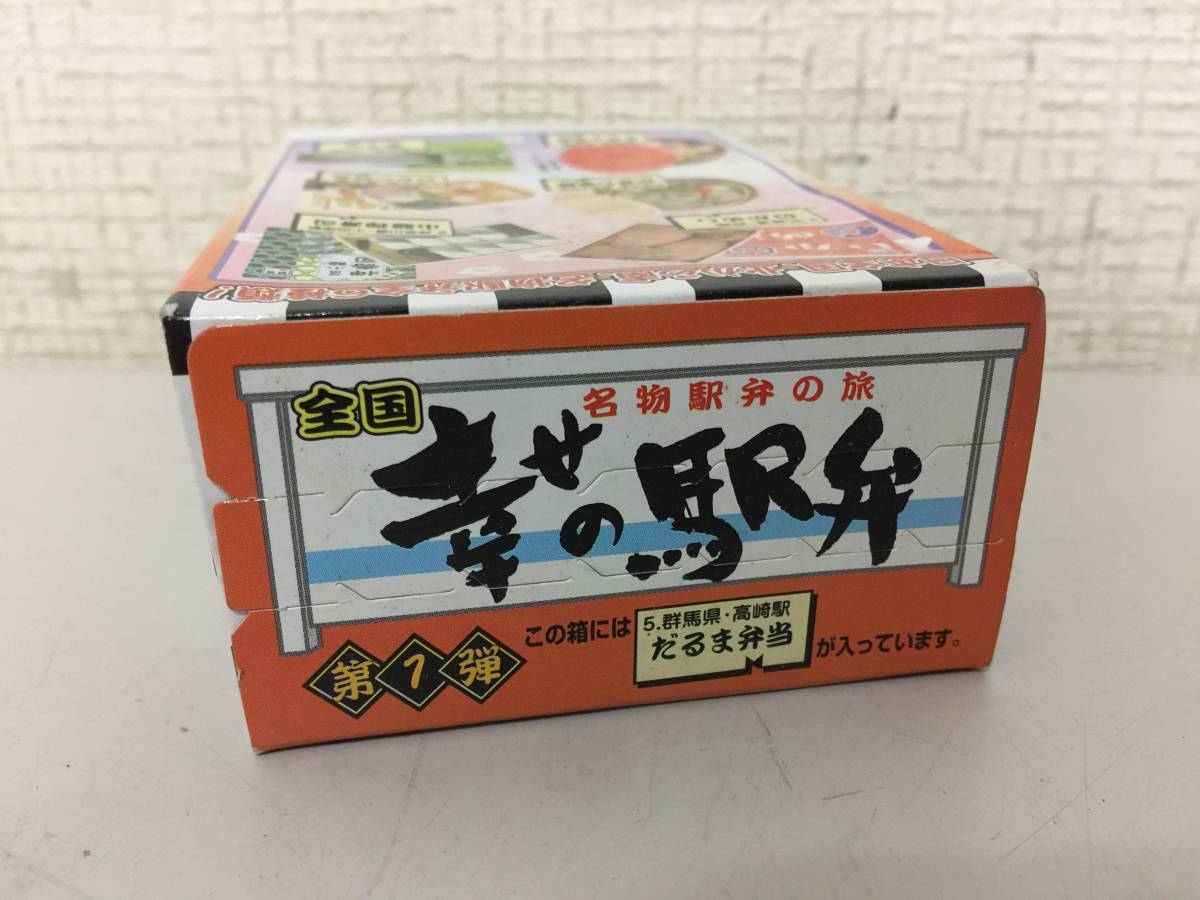 名物駅弁の旅
全国
幸せの駅弁
第1弾
この箱には
5.群馬県・高崎駅
だるま弁当
が入っています。